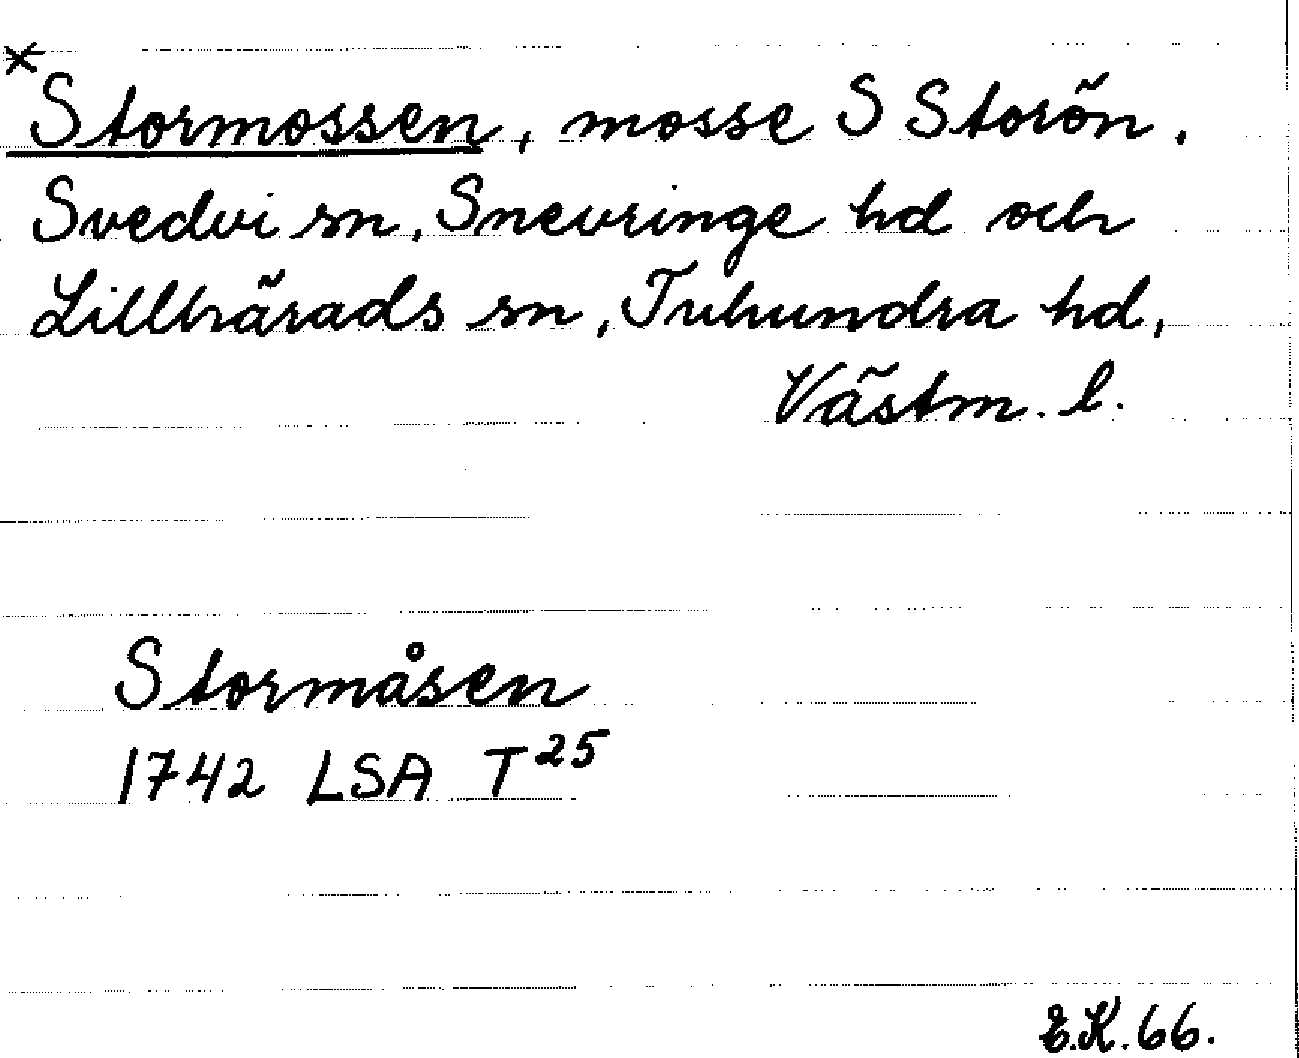 ×Stormossen, mosse S Storön.
Svedvi sn, Snevringe hd och
Lillhärads sn, Tuhundra hd,
Västm. l.
Stormåsen
1742 LSA T²⁵
E.K.66.